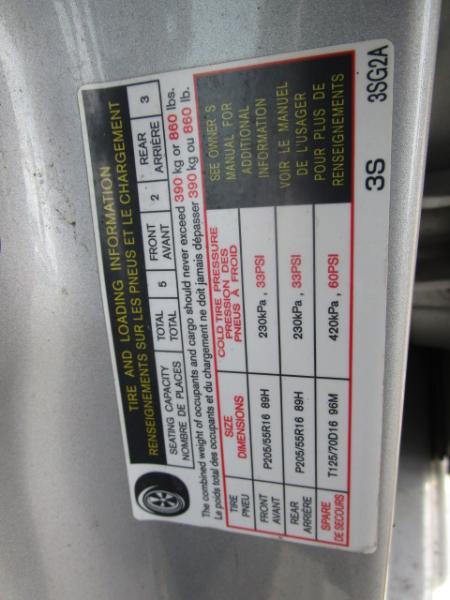 TIRE AND LOADING INFORMATION
RENSEIGNEMENTS SUR LES PNEUS ET LE CHARGEMENT
SEATING CAPACITY TOTAL 5 FRONT 2 REAR 3
NOMBRE DE PLACES TOTAL AVANT ARRIÈRE
The combined weight of occupants and cargo should never exceed 390 kg or 860 lbs.
Le poids total des occupants et du chargement ne doit jamais dépasser 390 kg ou 860 lb.
TIRE SIZE COLD TIRE PRESSURE
PNEU DIMENSIONS PRESSION DES
PNEUS À FROID
FRONT P205/55R16 89H 230kPa, 33PSI
AVANT
REAR P205/55R16 89H 230kPa, 33PSI
ARRIÈRE
SPARE T125/70D16 96M 420kPa, 60PSI
DE SECOURS
SEE OWNER'S
MANUAL FOR
ADDITIONAL
INFORMATION
VOIR LE MANUEL
DE L'USAGER
POUR PLUS DE
RENSEIGNEMENTS
3S 3SG2A